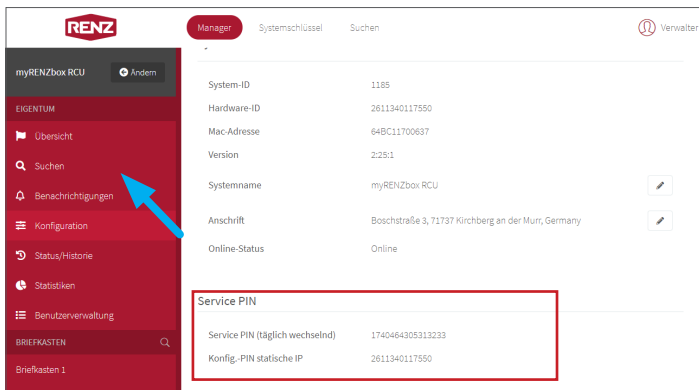 RENZ
Manager Systemschlüssel Suchen Verwalter
myRENZbox RCU Ändern
EIGENTUM
Übersicht
Suchen
Benachrichtigungen
Konfiguration
Status/Historie
Statistiken
Benutzerverwaltung
BRIEFKASTEN
Briefkasten 1
System-ID 1185
Hardware-ID 2611340117550
Mac-Adresse 64BC11700637
Version 2:25:1
Systemname myRENZbox RCU
Anschrift Boschstraße 3, 71737 Kirchberg an der Murr, Germany
Online-Status Online
Service PIN
Service PIN (täglich wechselnd) 1740464305313233
Konfig.-PIN statische IP 2611340117550